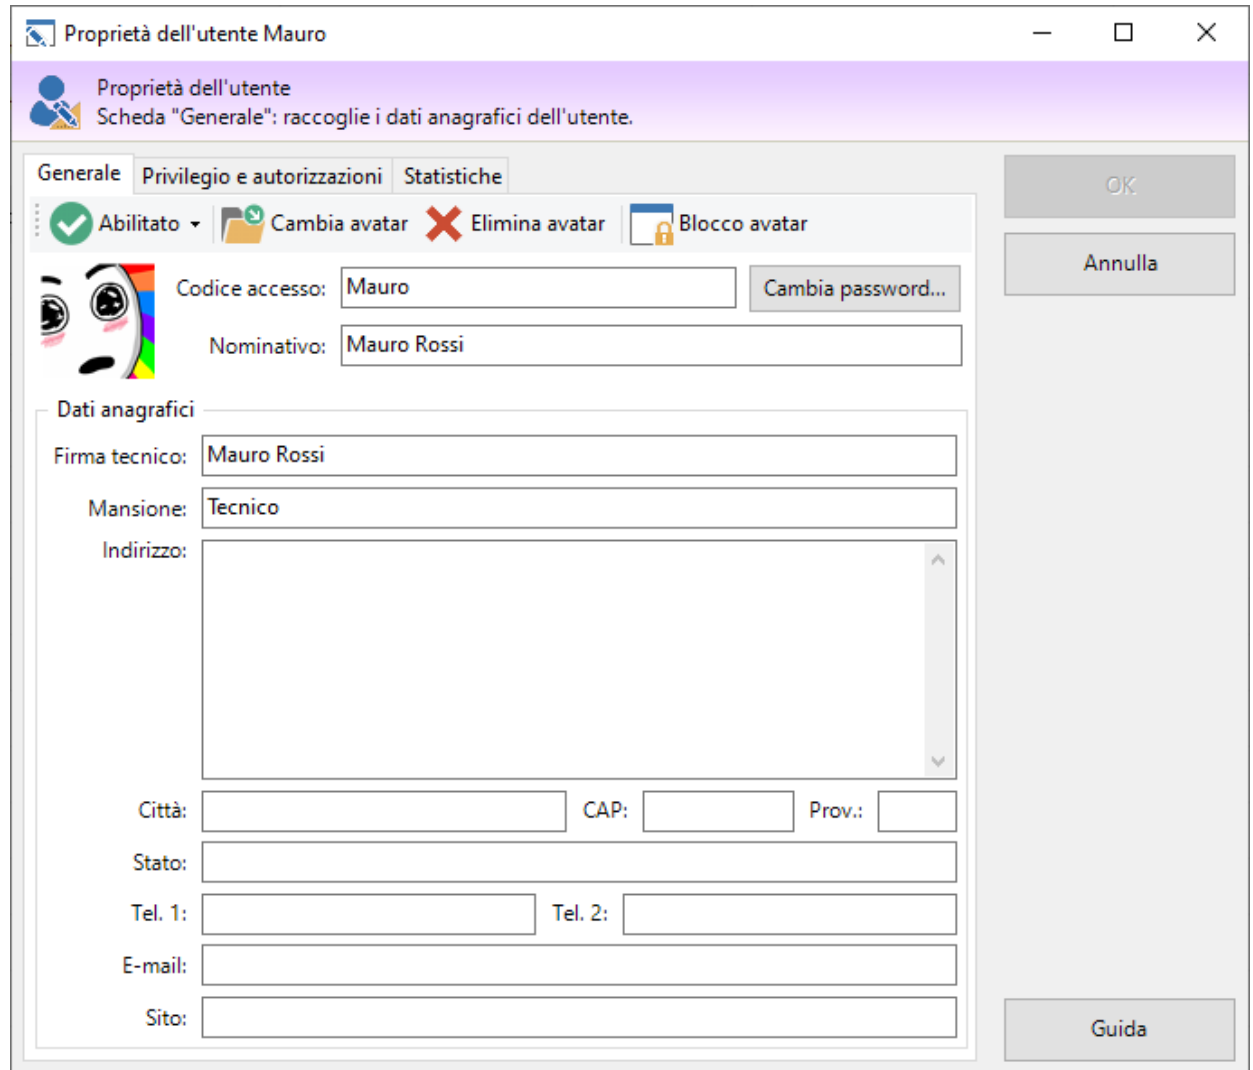 Proprietà dell'utente Mauro
Proprietà dell'utente
Scheda "Generale": raccoglie i dati anagrafici dell'utente.
Generale Privilegio e autorizzazioni Statistiche
Abilitato Cambia avatar Elimina avatar Blocco avatar
OK
Annulla
Codice accesso: Mauro Cambia password...
Nominativo: Mauro Rossi
Dati anagrafici
Firma tecnico: Mauro Rossi
Mansione: Tecnico
Indirizzo:
Città: CAP: Prov.:
Stato:
Tel. 1: Tel. 2:
E-mail:
Sito:
Guida